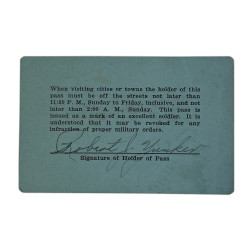 When visiting cities or towns the holder of this
pass must be off the streets not later than
11:59 P. M., Sunday to Friday, inclusive, and not
later than 2:00 A. M., Sunday. This pass is
issued as a mark of an excellent soldier. It is
understood that it may be revoked for any
infraction of proper military orders.
Robert J.
Signature of Holder of Pass